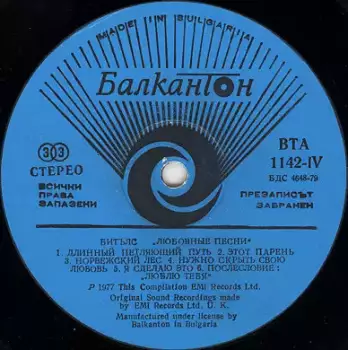 MADE IN BULGARIA
Балкантон
33
СТЕРЕО
ВСИЧКИ
ПРАВА
ЗАПАЗЕНИ
ВТА
1142-IV
БДС 4648-79
ПРЕЗАПИСЪТ
ЗАБРАНЕН
БИТЪЛС „ЛЮБОВНЫЕ ПЕСНИ"
1. ДЛИННЫЙ ПЕТЛЯЮЩИЙ ПУТЬ 2. ЭТОТ ПАРЕНЬ
3. НОРВЕЖСКИЙ ЛЕС 4. НУЖНО СКРЫТЬ СВОЮ
ЛЮБОВЬ 5. Я СДЕЛАЮ ЭТО 6. ПОСЛЕСЛОВИЕ:
„ЛЮБЛЮ ТЕБЯ"
P 1977 This Compilation EMI Records Ltd.
Original Sound Recordings made
by EMI Records Ltd. U. K.
Manufactured under license by
Balkanton in Bulgaria